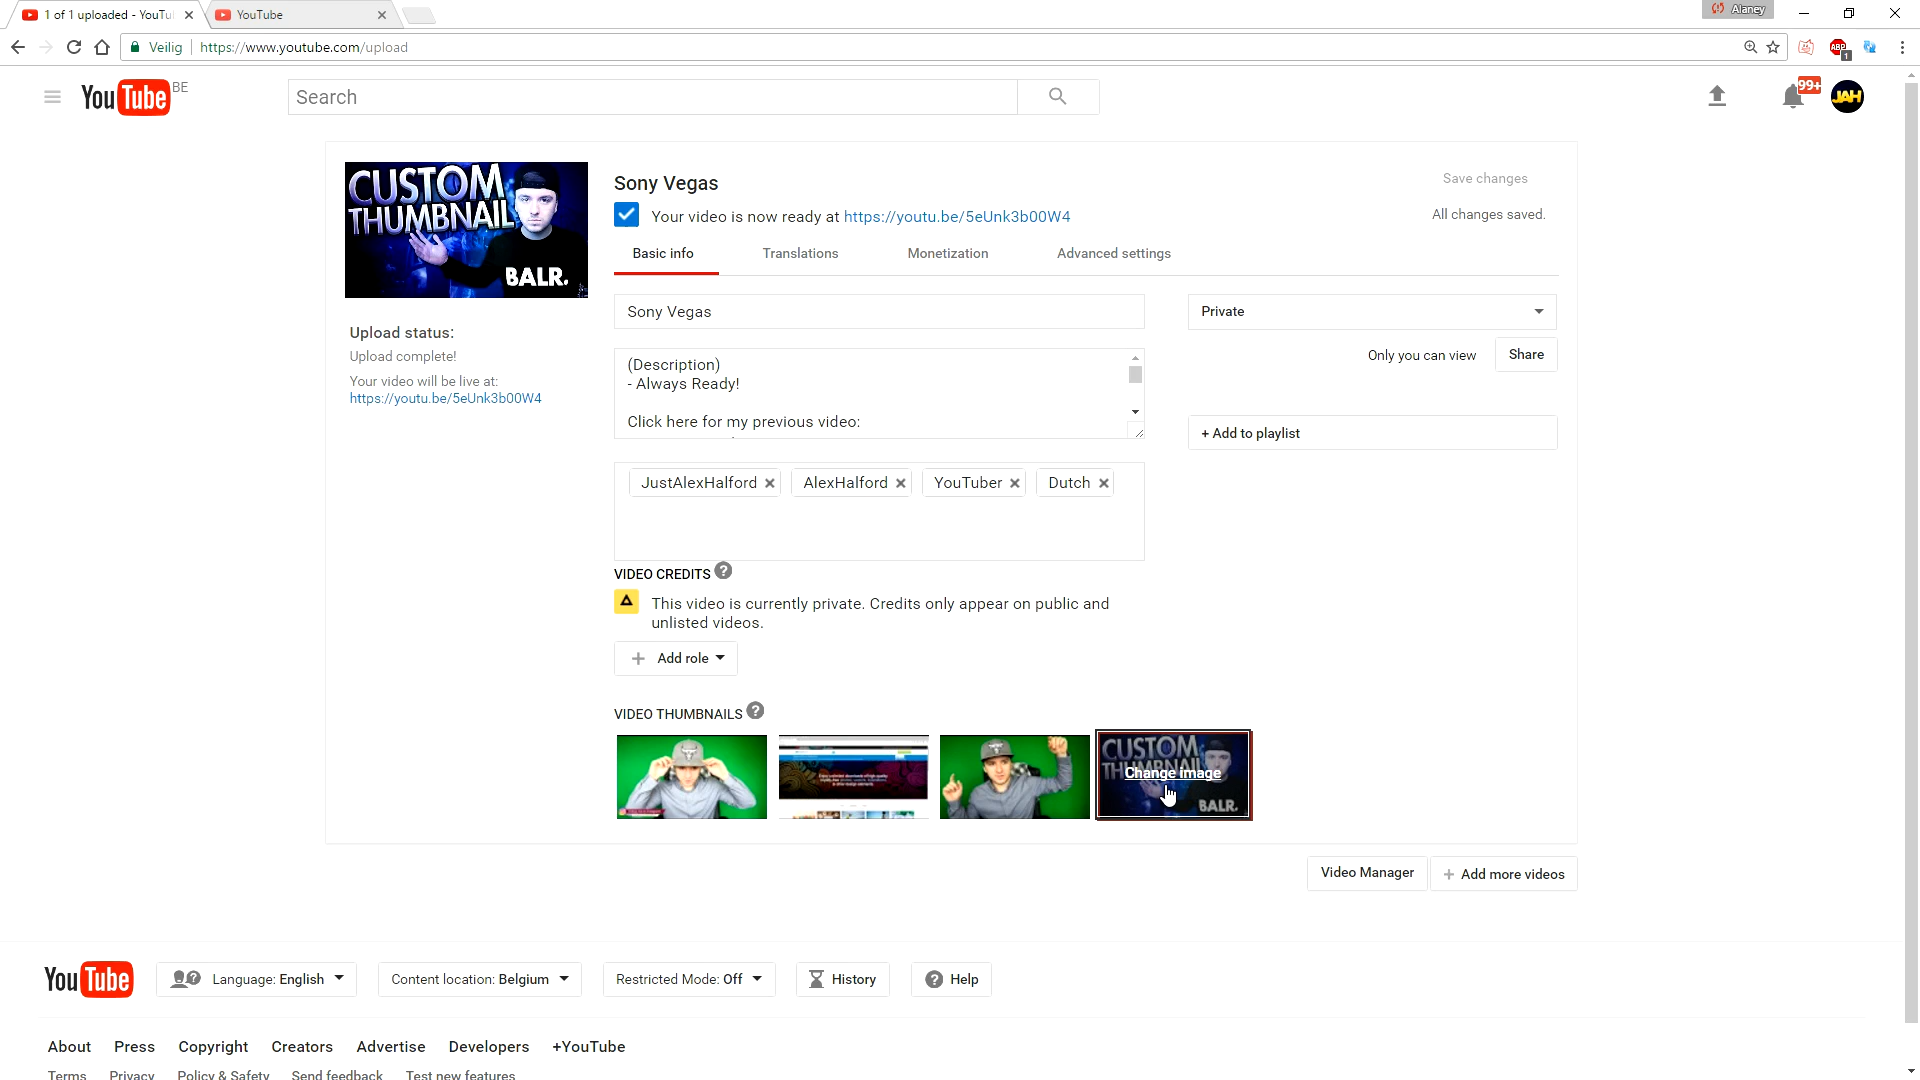 1 of 1 uploaded - YouTu
YouTube
Alaney
Veilig
https://www.youtube.com/upload
ABP
1
YouTube
BE
Search
99+
JAH
CUSTOM
THUMBNAIL
BALR.
Sony Vegas
Your video is now ready at https://youtu.be/5eUnk3b00W4
Save changes
All changes saved.
Basic info
Translations
Monetization
Advanced settings
Upload status:
Upload complete!
Your video will be live at:
https://youtu.be/5eUnk3b00W4
Sony Vegas
(Description)
- Always Ready!
Click here for my previous video:
Private
Only you can view
Share
+ Add to playlist
JustAlexHalford
AlexHalford
YouTuber
Dutch
VIDEO CREDITS ?
This video is currently private. Credits only appear on public and
unlisted videos.
+ Add role
VIDEO THUMBNAILS ?
CUSTOM
THUMBNAIL
Change image
BALR.
Video Manager
+ Add more videos
YouTube
Language: English
Content location: Belgium
Restricted Mode: Off
History
? Help
About Press Copyright Creators Advertise Developers +YouTube
Terms Privacy Policy & Safety Send feedback Test new features